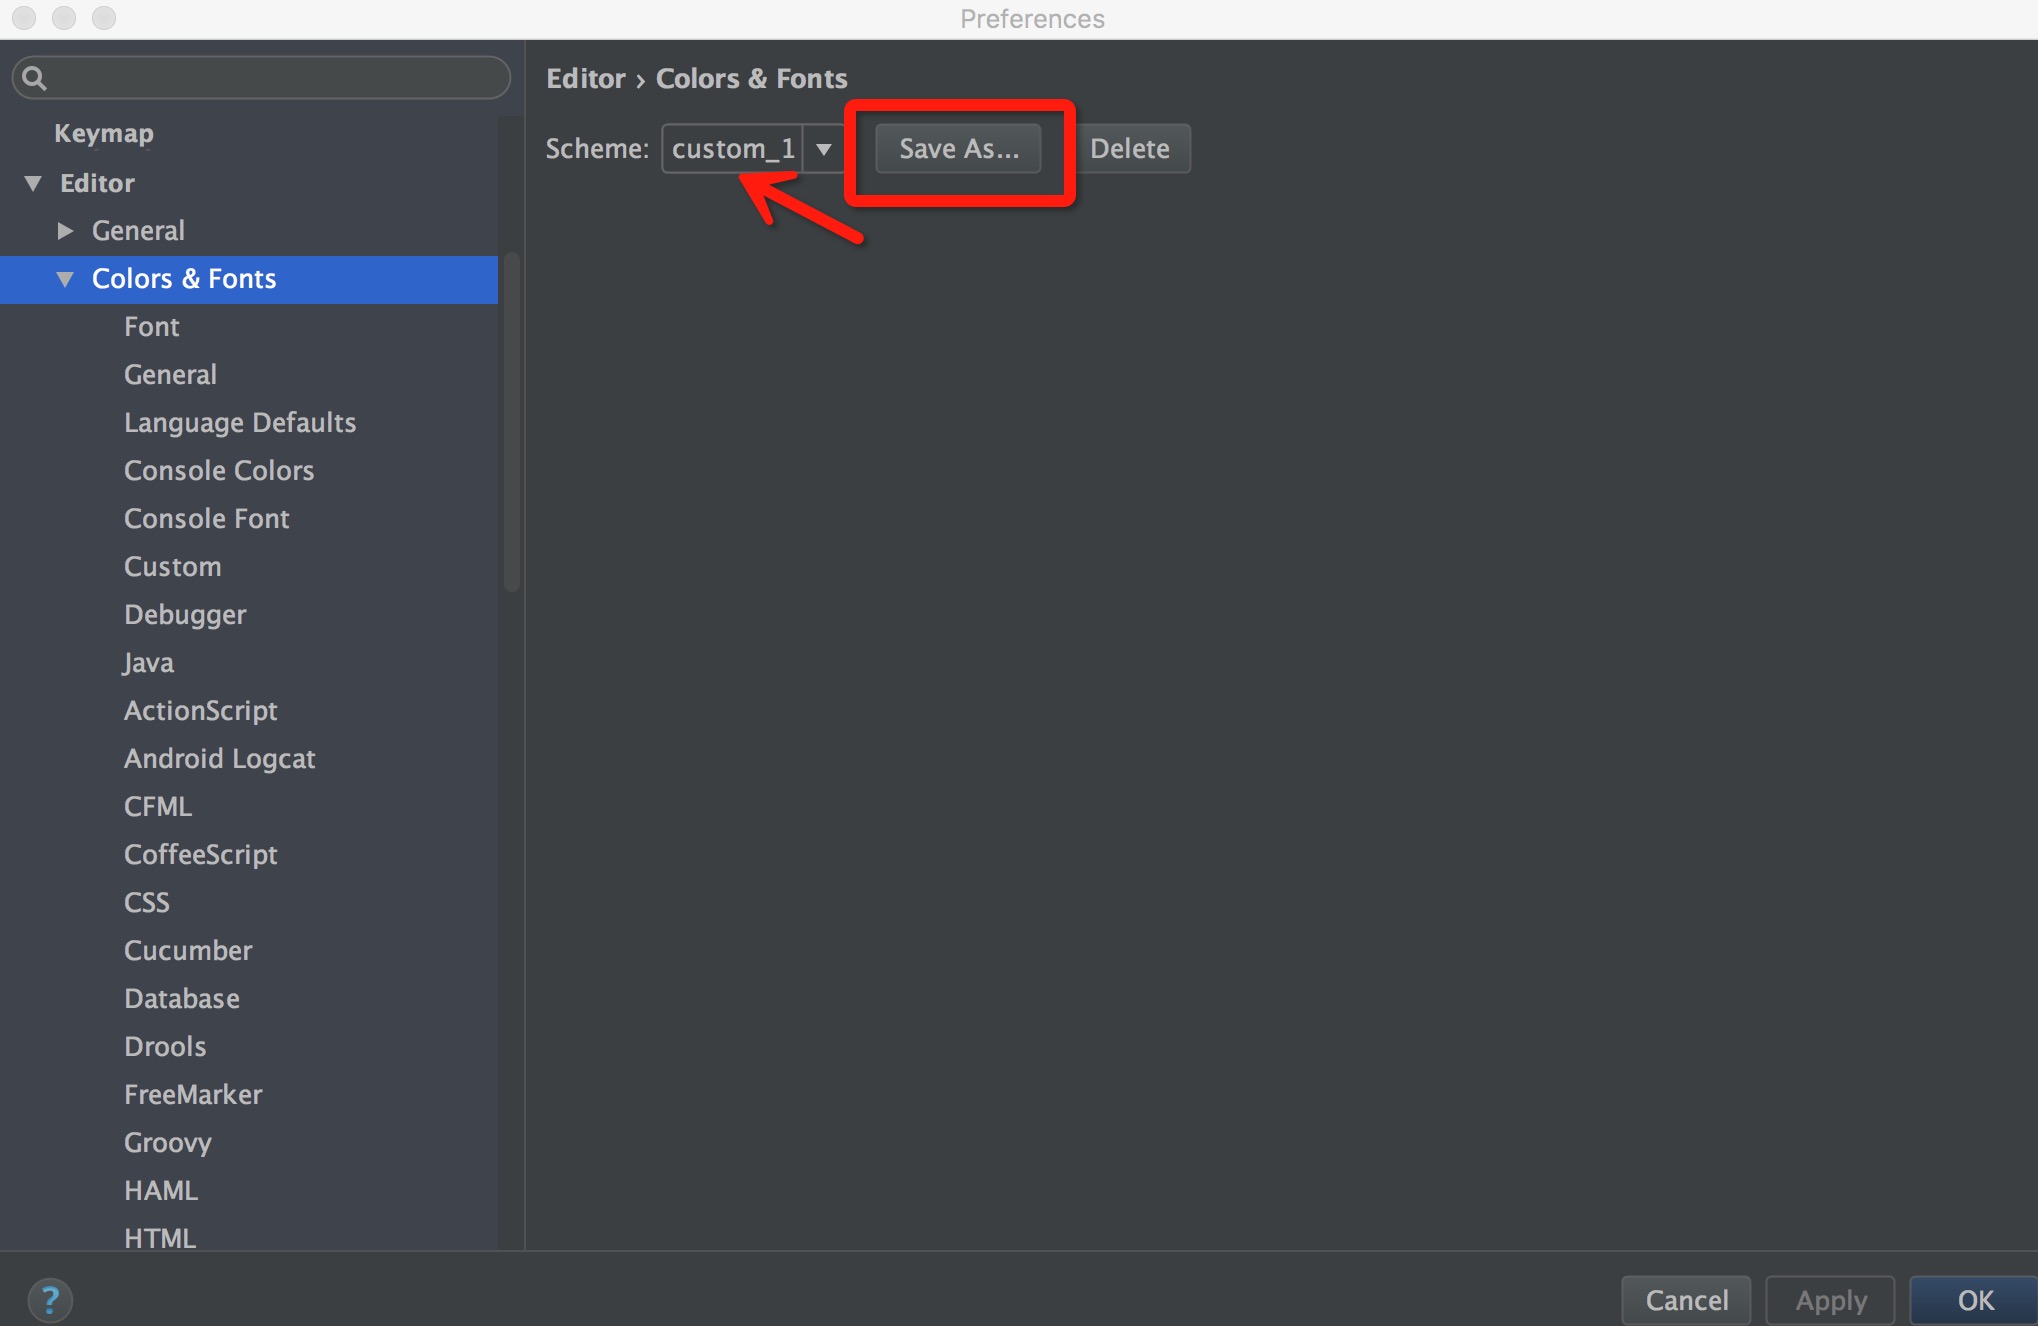 Preferences
Editor › Colors & Fonts
Scheme: custom_1 Save As... Delete
Keymap
Editor
General
Colors & Fonts
Font
General
Language Defaults
Console Colors
Console Font
Custom
Debugger
Java
ActionScript
Android Logcat
CFML
CoffeeScript
CSS
Cucumber
Database
Drools
FreeMarker
Groovy
HAML
HTML
? Cancel Apply OK